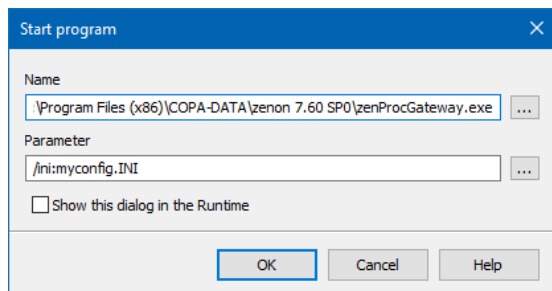 Start program
Name
:\Program Files (x86)\COPA-DATA\zenon 7.60 SP0\zenProcGateway.exe
...
Parameter
/ini:myconfig.INI
...
Show this dialog in the Runtime
OK
Cancel
Help